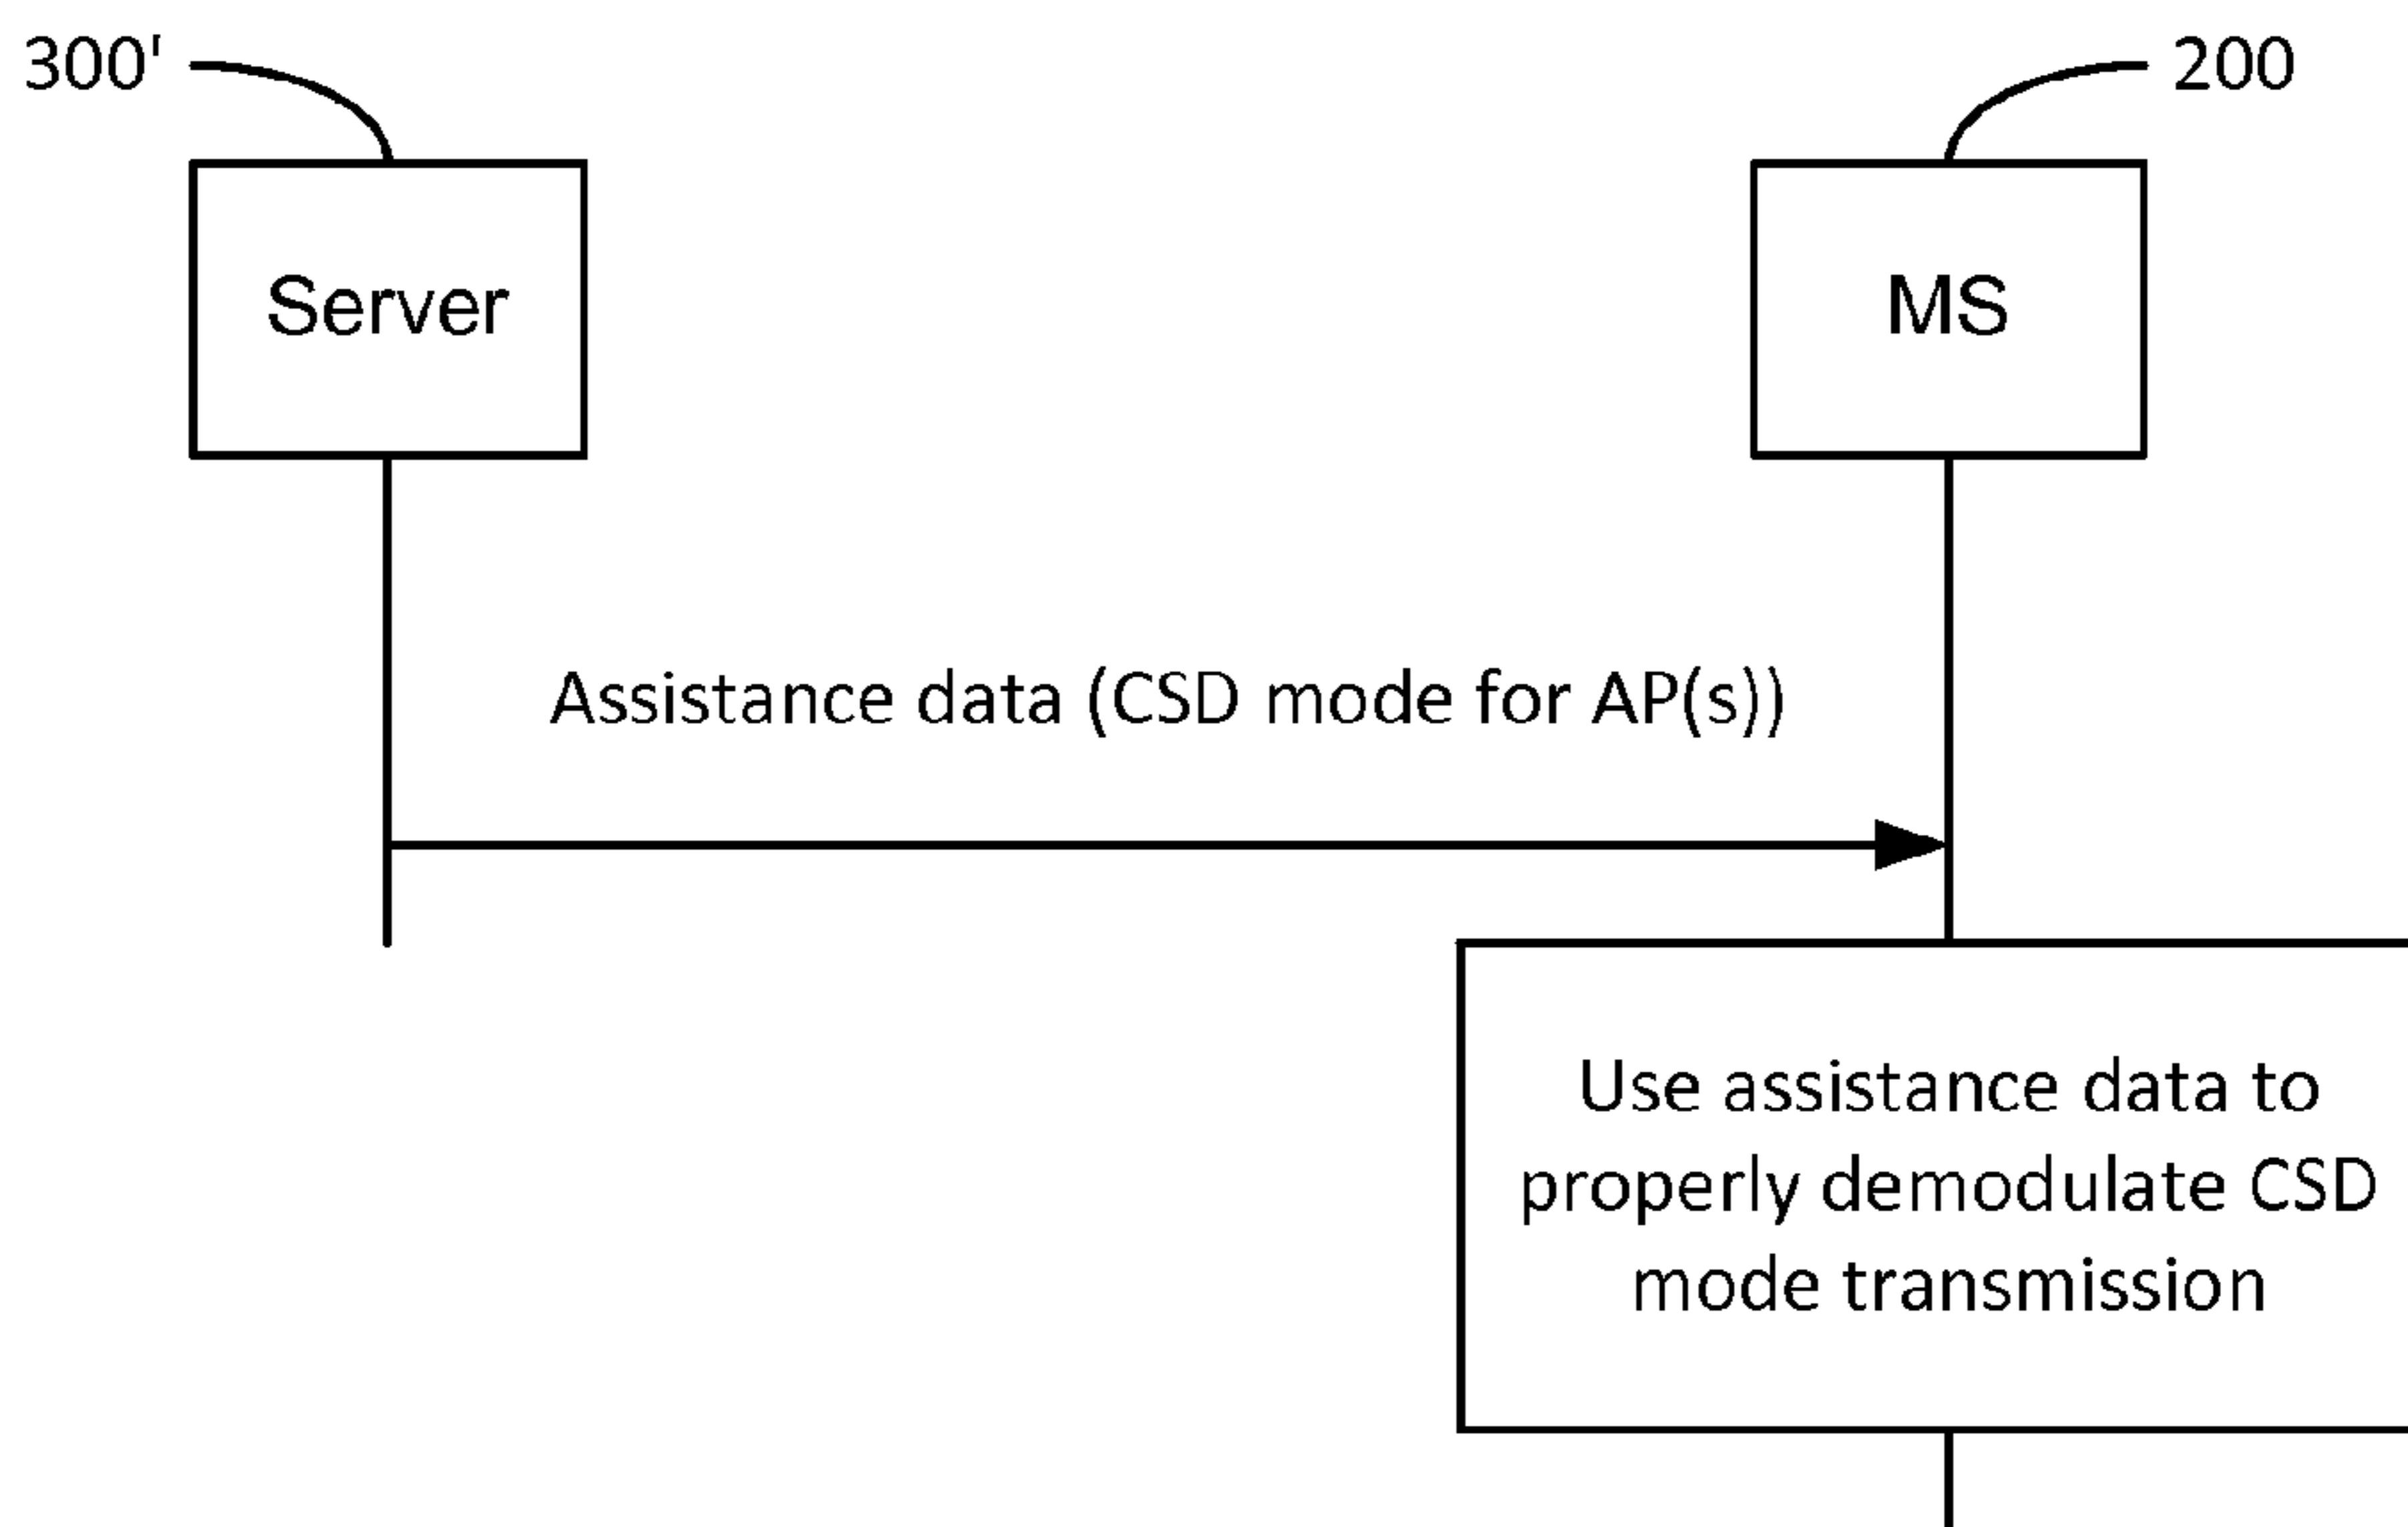 300'
200
Server
MS
Assistance data (CSD mode for AP(s))
Use assistance data to
properly demodulate CSD
mode transmission